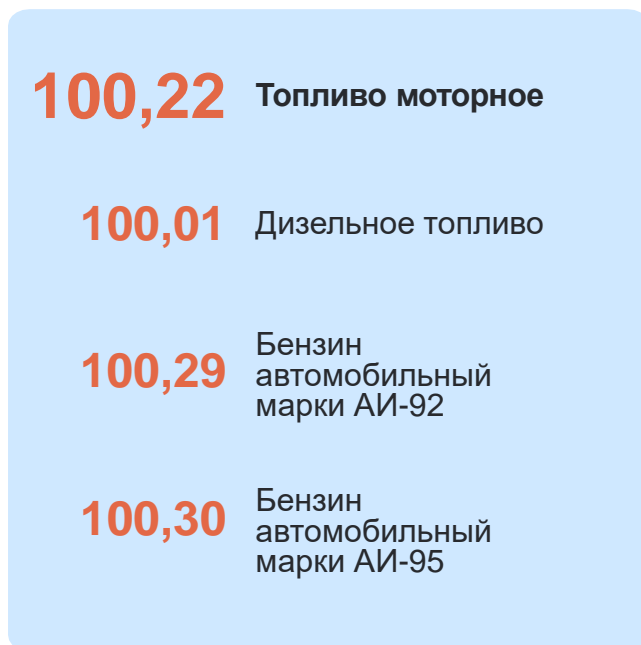 100,22 Топливо моторное
100,01 Дизельное топливо
Бензин
100,29 автомобильный
марки АИ-92
Бензин
100,30 автомобильный
марки АИ-95